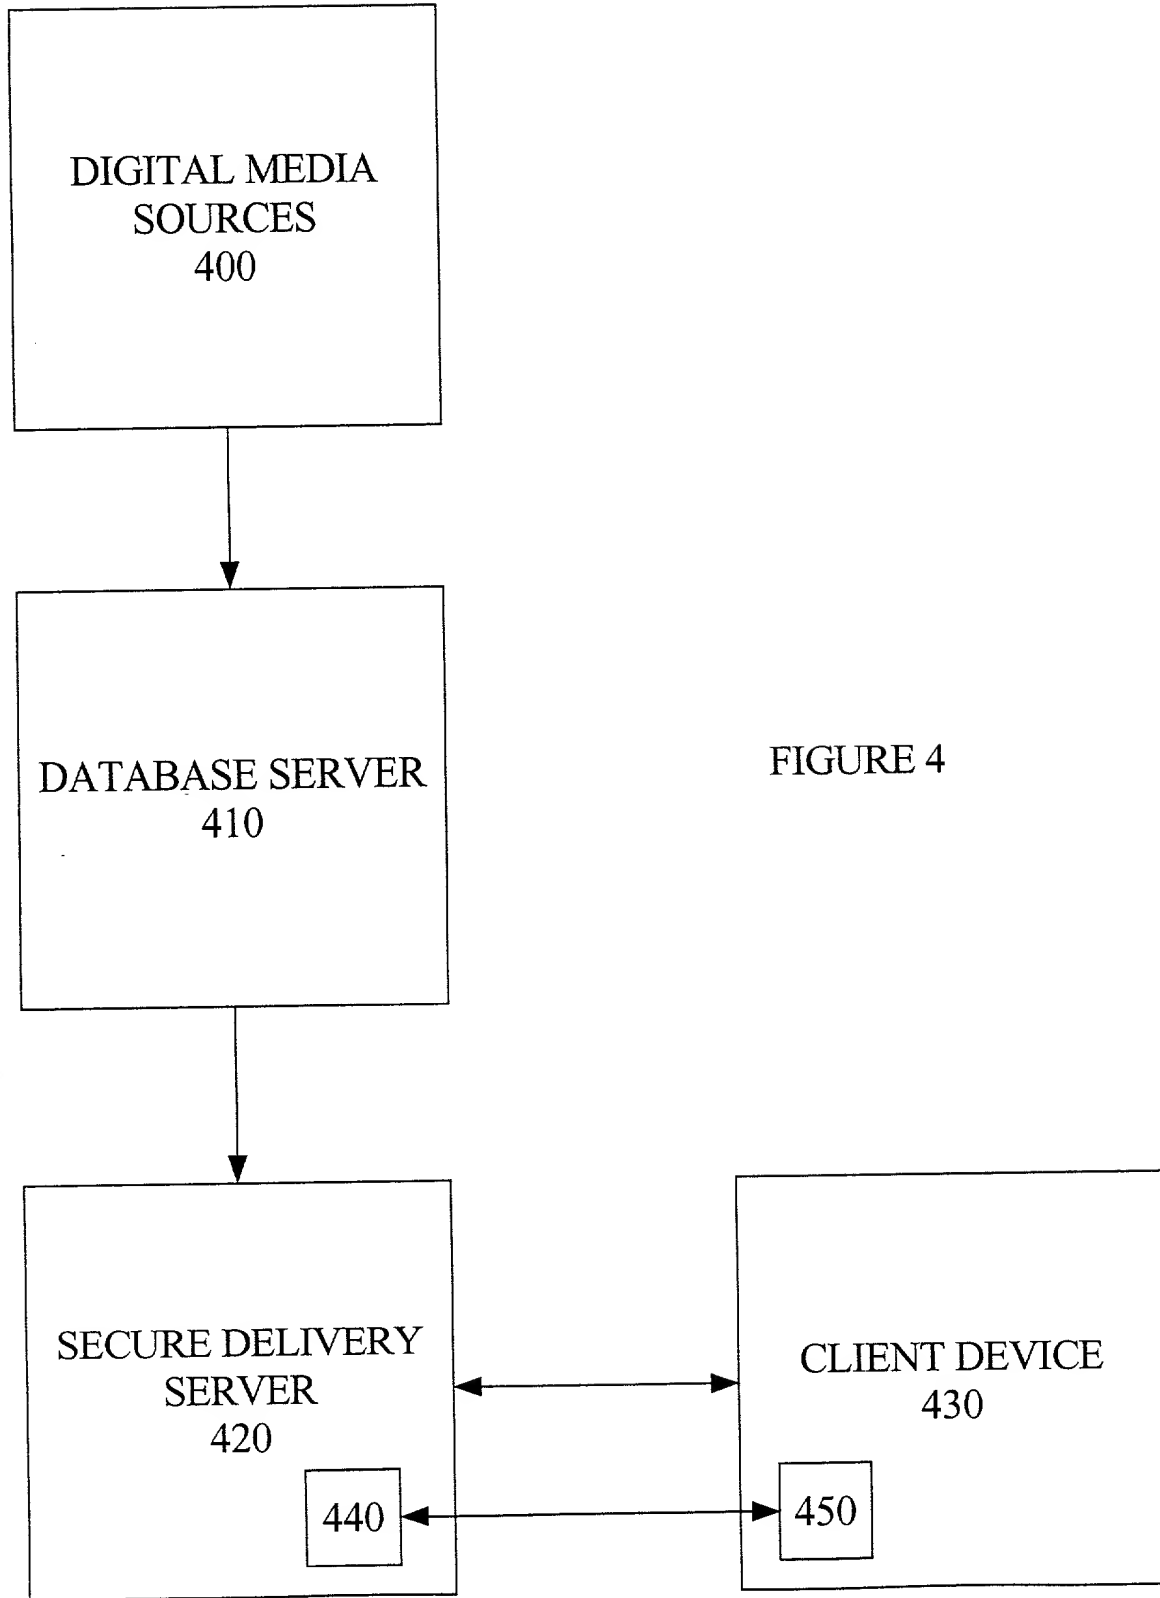 DIGITAL MEDIA
SOURCES
400
DATABASE SERVER
410
FIGURE 4
SECURE DELIVERY
SERVER
420
440
CLIENT DEVICE
430
450